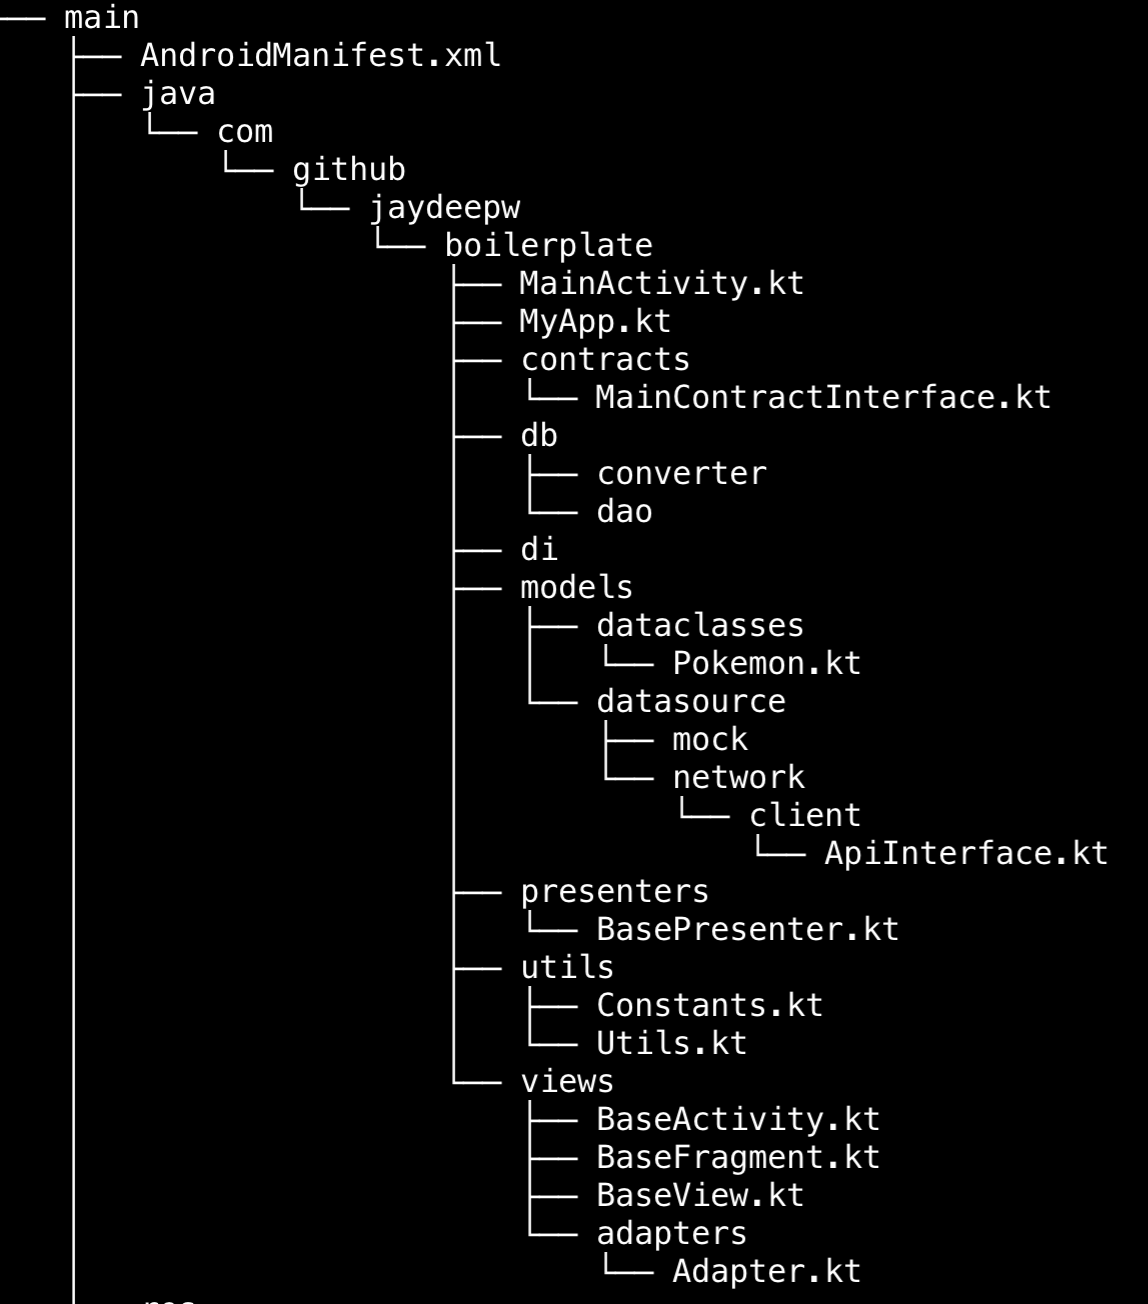 ── main
├── AndroidManifest.xml
├── java
│   └── com
│       └── github
│           └── jaydeepw
│               └── boilerplate
│                   ├── MainActivity.kt
│                   ├── MyApp.kt
│                   ├── contracts
│                   │   └── MainContractInterface.kt
│                   ├── db
│                   │   ├── converter
│                   │   └── dao
│                   ├── di
│                   ├── models
│                   │   ├── dataclasses
│                   │   │   └── Pokemon.kt
│                   │   └── datasource
│                   │       ├── mock
│                   │       └── network
│                   │           └── client
│                   │               └── ApiInterface.kt
│                   ├── presenters
│                   │   └── BasePresenter.kt
│                   ├── utils
│                   │   ├── Constants.kt
│                   │   └── Utils.kt
│                   └── views
│                       ├── BaseActivity.kt
│                       ├── BaseFragment.kt
│                       ├── BaseView.kt
│                       └── adapters
│                           └── Adapter.kt